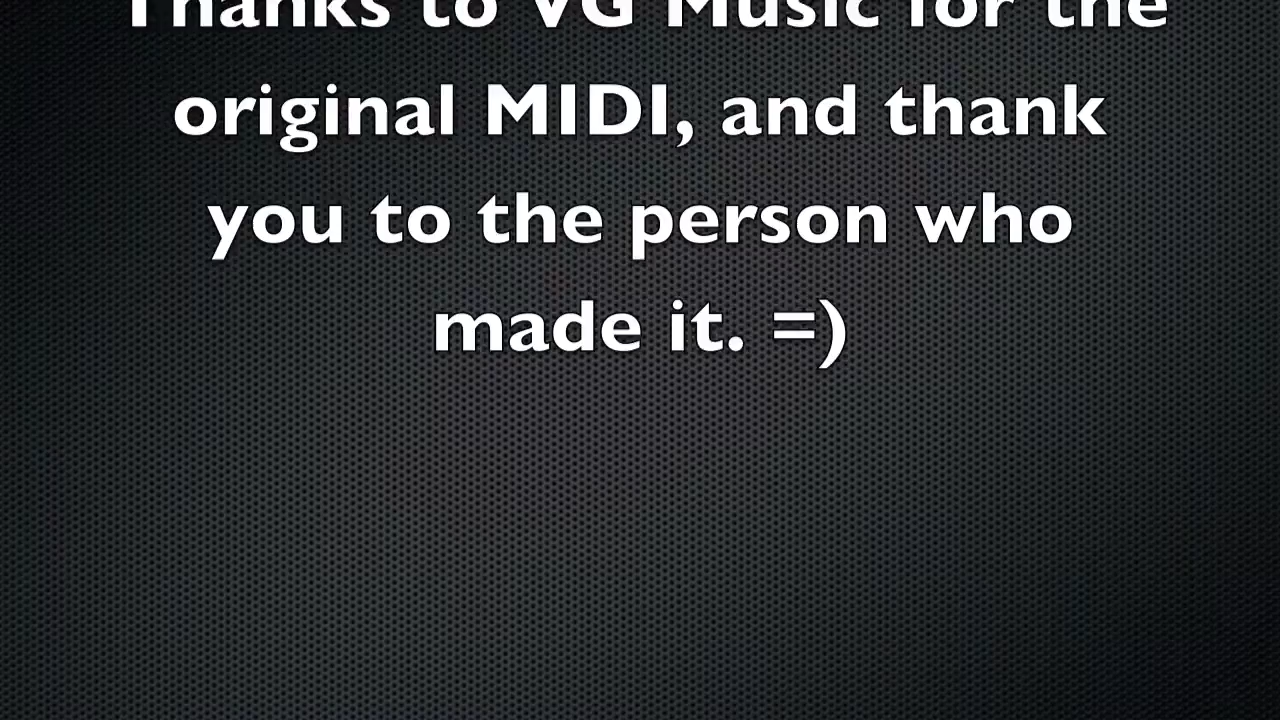 Thanks to VG Music for the
original MIDI, and thank
you to the person who
made it. =)